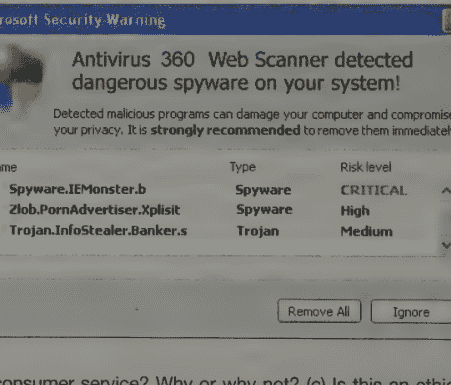 rosoft Security Warning
Antivirus 360 Web Scanner detected
dangerous spyware on your system!
Detected malicious programs can damage your computer and compromise
your privacy. It is strongly recommended to remove them immediatel
me Type Risk level
Spyware.IEMonster.b Spyware CRITICAL
Zlob.PornAdvertiser.Xplisit Spyware High
Trojan.InfoStealer.Banker.s Trojan Medium
Remove All Ignore
consumer service? Why or why not? (c) Is this an ethic